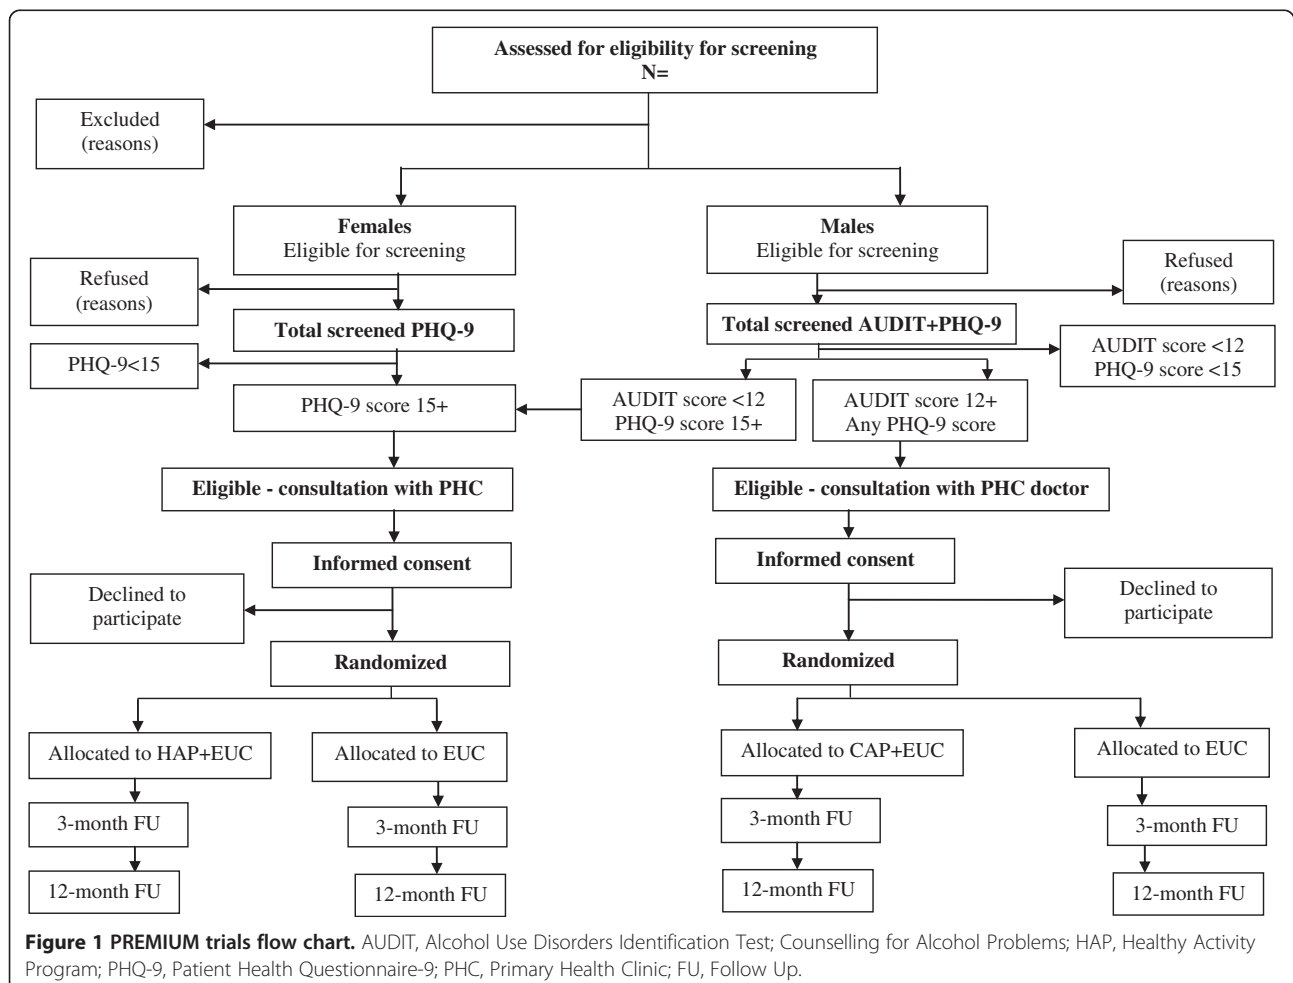 Assessed for eligibility for screening
N=
Excluded
(reasons)
Females
Eligible for screening
Males
Eligible for screening
Refused
(reasons)
Refused
(reasons)
Total screened PHQ-9
Total screened AUDIT+PHQ-9
PHQ-9<15
AUDIT score <12
PHQ-9 score <15
PHQ-9 score 15+
AUDIT score <12
PHQ-9 score 15+
AUDIT score 12+
Any PHQ-9 score
Eligible - consultation with PHC
Eligible - consultation with PHC doctor
Informed consent
Informed consent
Declined to
participate
Declined to
participate
Randomized
Randomized
Allocated to HAP+EUC
Allocated to EUC
Allocated to CAP+EUC
Allocated to EUC
3-month FU
3-month FU
3-month FU
3-month FU
12-month FU
12-month FU
12-month FU
12-month FU
Figure 1 PREMIUM trials flow chart. AUDIT, Alcohol Use Disorders Identification Test; Counselling for Alcohol Problems; HAP, Healthy Activity
Program; PHQ-9, Patient Health Questionnaire-9; PHC, Primary Health Clinic; FU, Follow Up.